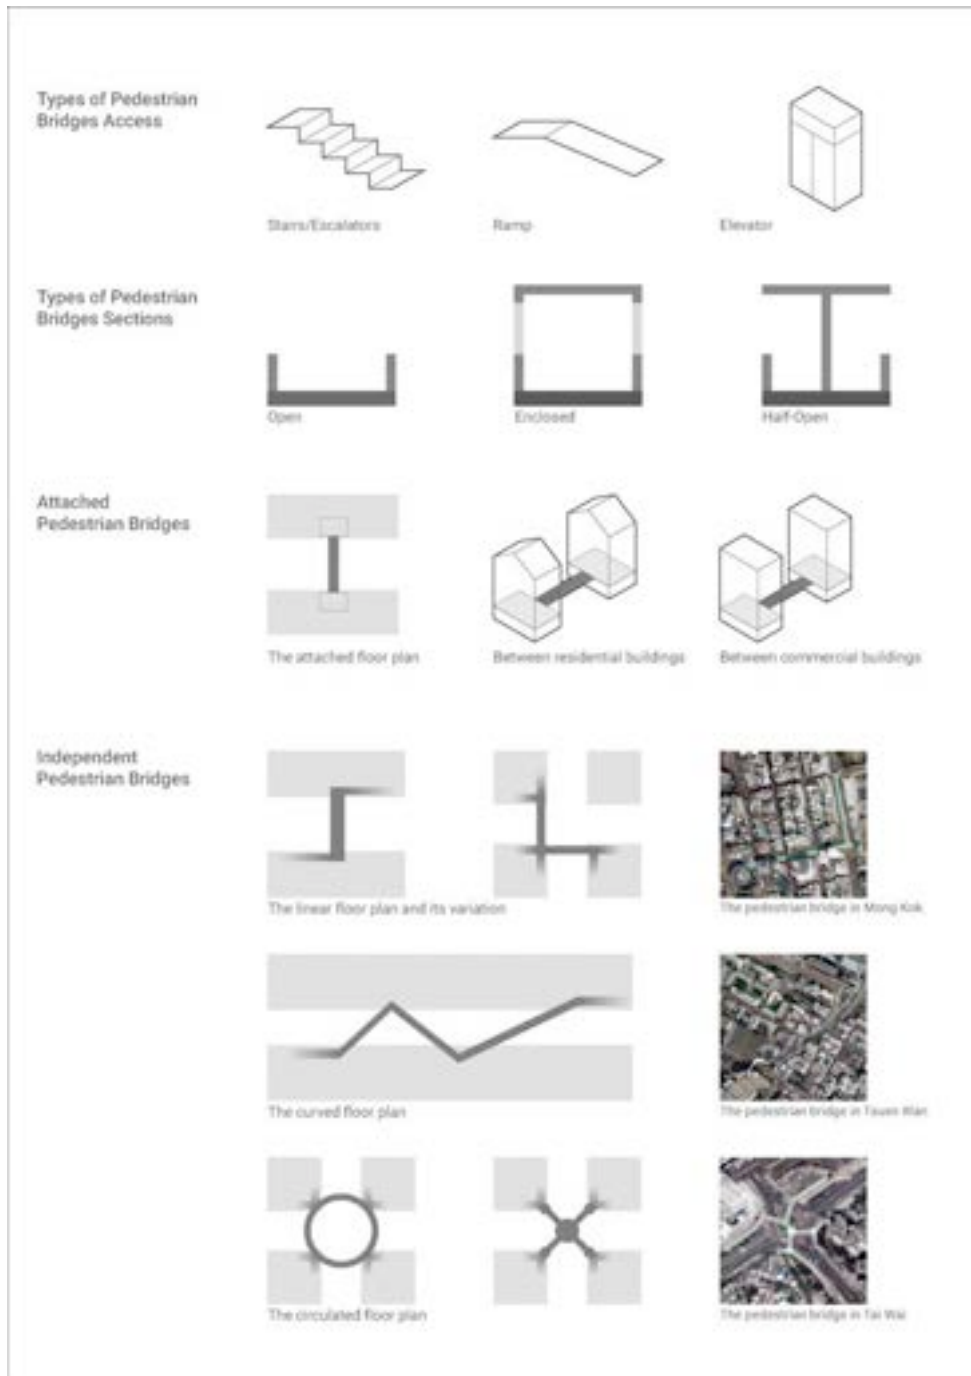 Types of Pedestrian
Bridges Access
Stairs/Escalators
Ramp
Elevator
Types of Pedestrian
Bridges Sections
Open
Enclosed
Half-Open
Attached
Pedestrian Bridges
The attached floor plan
Between residential buildings
Between commercial buildings
Independent
Pedestrian Bridges
The linear floor plan and its variation
The pedestrian bridge in Mong Kok
The curved floor plan
The pedestrian bridge in Tsuen Wan
The circulated floor plan
The pedestrian bridge in Tai Wai